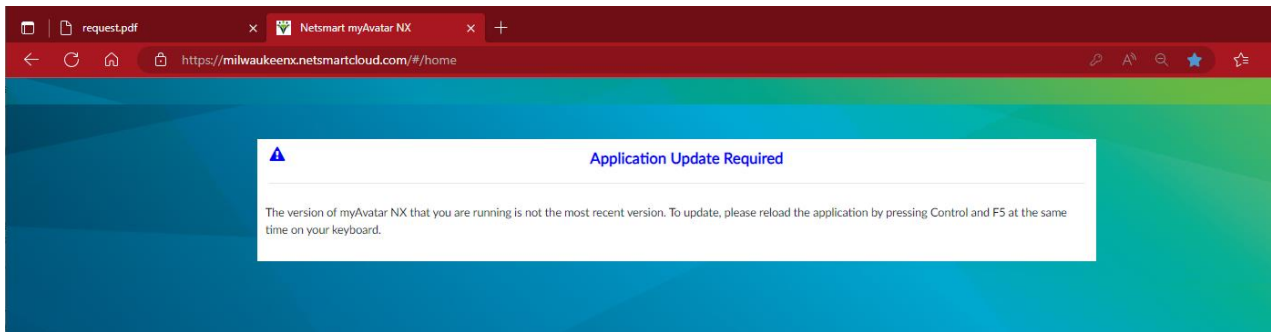 request.pdf
Netsmart myAvatar NX
https://milwaukeenx.netsmartcloud.com/#/home
Application Update Required
The version of myAvatar NX that you are running is not the most recent version. To update, please reload the application by pressing Control and F5 at the same
time on your keyboard.